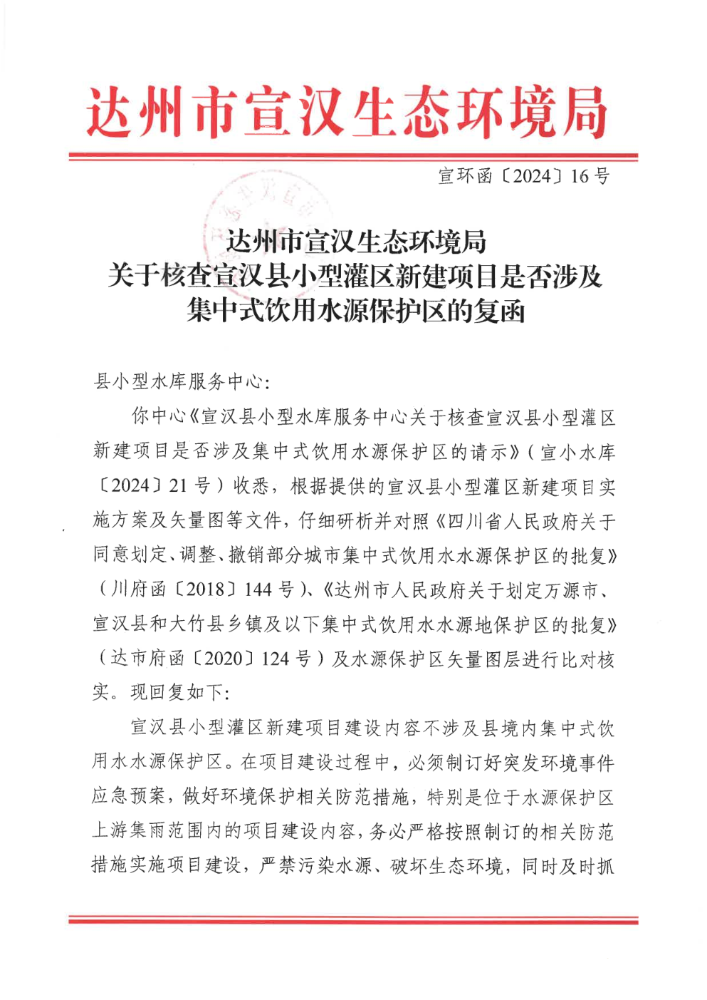 达州市宣汉生态环境局
宣环函〔2024〕16号
达州市宣汉生态环境局
关于核查宣汉县小型灌区新建项目是否涉及
集中式饮用水源保护区的复函
县小型水库服务中心：
你中心《宣汉县小型水库服务中心关于核查宣汉县小型灌区
新建项目是否涉及集中式饮用水源保护区的请示》（宣小水库
〔2024〕21号）收悉，根据提供的宣汉县小型灌区新建项目实
施方案及矢量图等文件，仔细研析并对照《四川省人民政府关于
同意划定、调整、撤销部分城市集中式饮用水水源保护区的批复》
（川府函〔2018〕144号）、《达州市人民政府关于划定万源市、
宣汉县和大竹县乡镇及以下集中式饮用水水源地保护区的批复》
（达市府函〔2020〕124号）及水源保护区矢量图层进行比对核
实。现回复如下：
宣汉县小型灌区新建项目建设内容不涉及县境内集中式饮
用水水源保护区。在项目建设过程中，必须制订好突发环境事件
应急预案，做好环境保护相关防范措施，特别是位于水源保护区
上游集雨范围内的项目建设内容，务必严格按照制订的相关防范
措施实施项目建设，严禁污染水源、破坏生态环境，同时及时抓